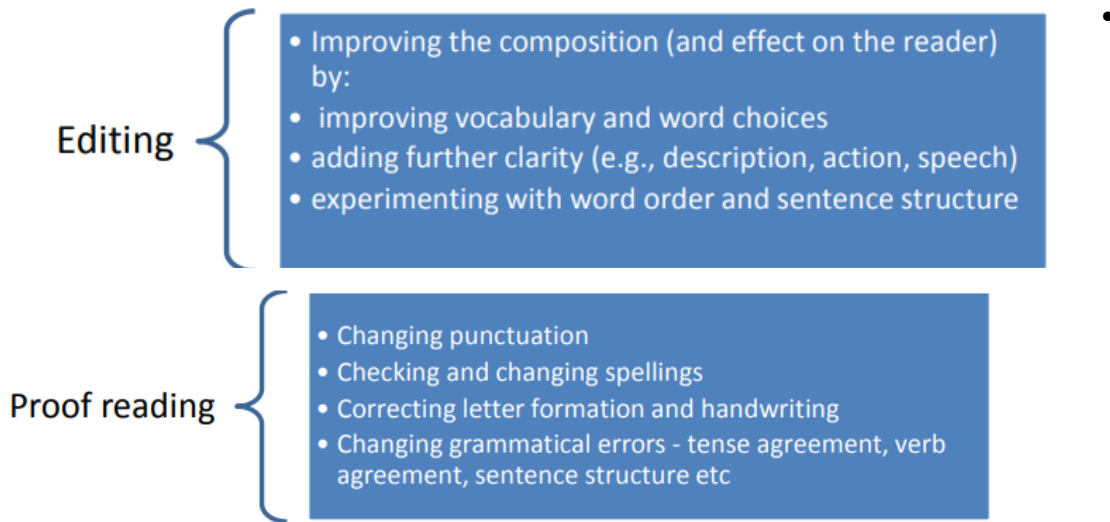 Editing
• Improving the composition (and effect on the reader)
by:
• improving vocabulary and word choices
• adding further clarity (e.g., description, action, speech)
• experimenting with word order and sentence structure
Proof reading
• Changing punctuation
• Checking and changing spellings
• Correcting letter formation and handwriting
• Changing grammatical errors - tense agreement, verb
agreement, sentence structure etc